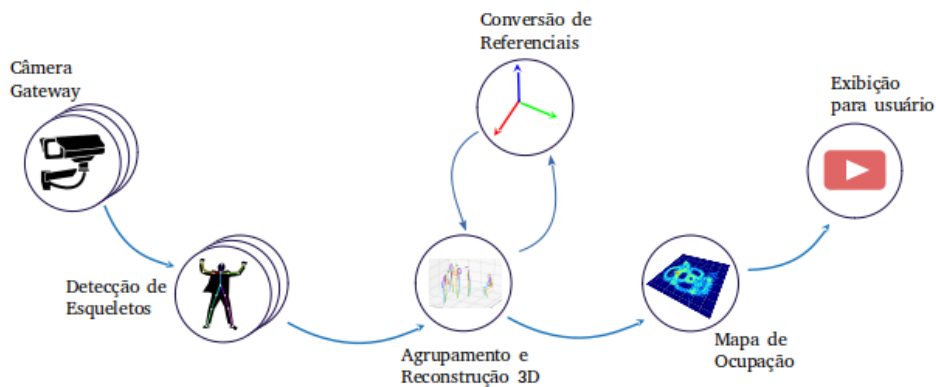 Conversão de
Referenciais
Câmera
Gateway
Exibição
para usuário
Detecção de
Esqueletos
Agrupamento e
Reconstrução 3D
Mapa de
Ocupação